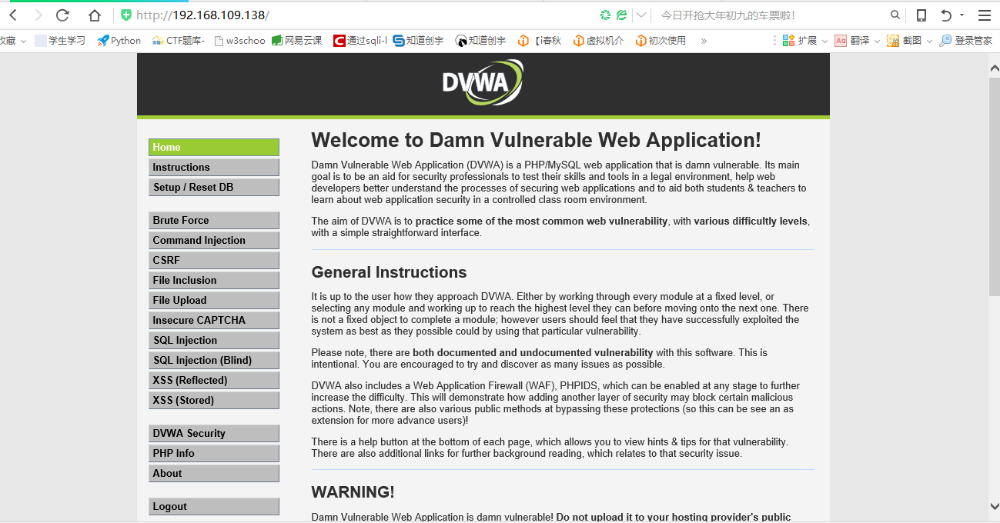 http://192.168.109.138/
今日开抢大年初九的车票啦!
收藏 学生学习 Python CTF题库- w3schoo 网易云课 通过sqli-l 知道创宇 知道创宇 【i春秋 虚拟机介 初次使用 » 扩展 Aa 翻译 截图 登录管家
DVWA
Home
Instructions
Setup / Reset DB
Brute Force
Command Injection
CSRF
File Inclusion
File Upload
Insecure CAPTCHA
SQL Injection
SQL Injection (Blind)
XSS (Reflected)
XSS (Stored)
DVWA Security
PHP Info
About
Logout
Welcome to Damn Vulnerable Web Application!
Damn Vulnerable Web Application (DVWA) is a PHP/MySQL web application that is damn vulnerable. Its main
goal is to be an aid for security professionals to test their skills and tools in a legal environment, help web
developers better understand the processes of securing web applications and to aid both students & teachers to
learn about web application security in a controlled class room environment.
The aim of DVWA is to practice some of the most common web vulnerability, with various difficultly levels,
with a simple straightforward interface.
General Instructions
It is up to the user how they approach DVWA. Either by working through every module at a fixed level, or
selecting any module and working up to reach the highest level they can before moving onto the next one. There
is not a fixed object to complete a module; however users should feel that they have successfully exploited the
system as best as they possible could by using that particular vulnerability.
Please note, there are both documented and undocumented vulnerability with this software. This is
intentional. You are encouraged to try and discover as many issues as possible.
DVWA also includes a Web Application Firewall (WAF), PHPIDS, which can be enabled at any stage to further
increase the difficulty. This will demonstrate how adding another layer of security may block certain malicious
actions. Note, there are also various public methods at bypassing these protections (so this can be see an as
extension for more advance users)!
There is a help button at the bottom of each page, which allows you to view hints & tips for that vulnerability.
There are also additional links for further background reading, which relates to that security issue.
WARNING!
Damn Vulnerable Web Application is damn vulnerable! Do not upload it to your hosting provider's public